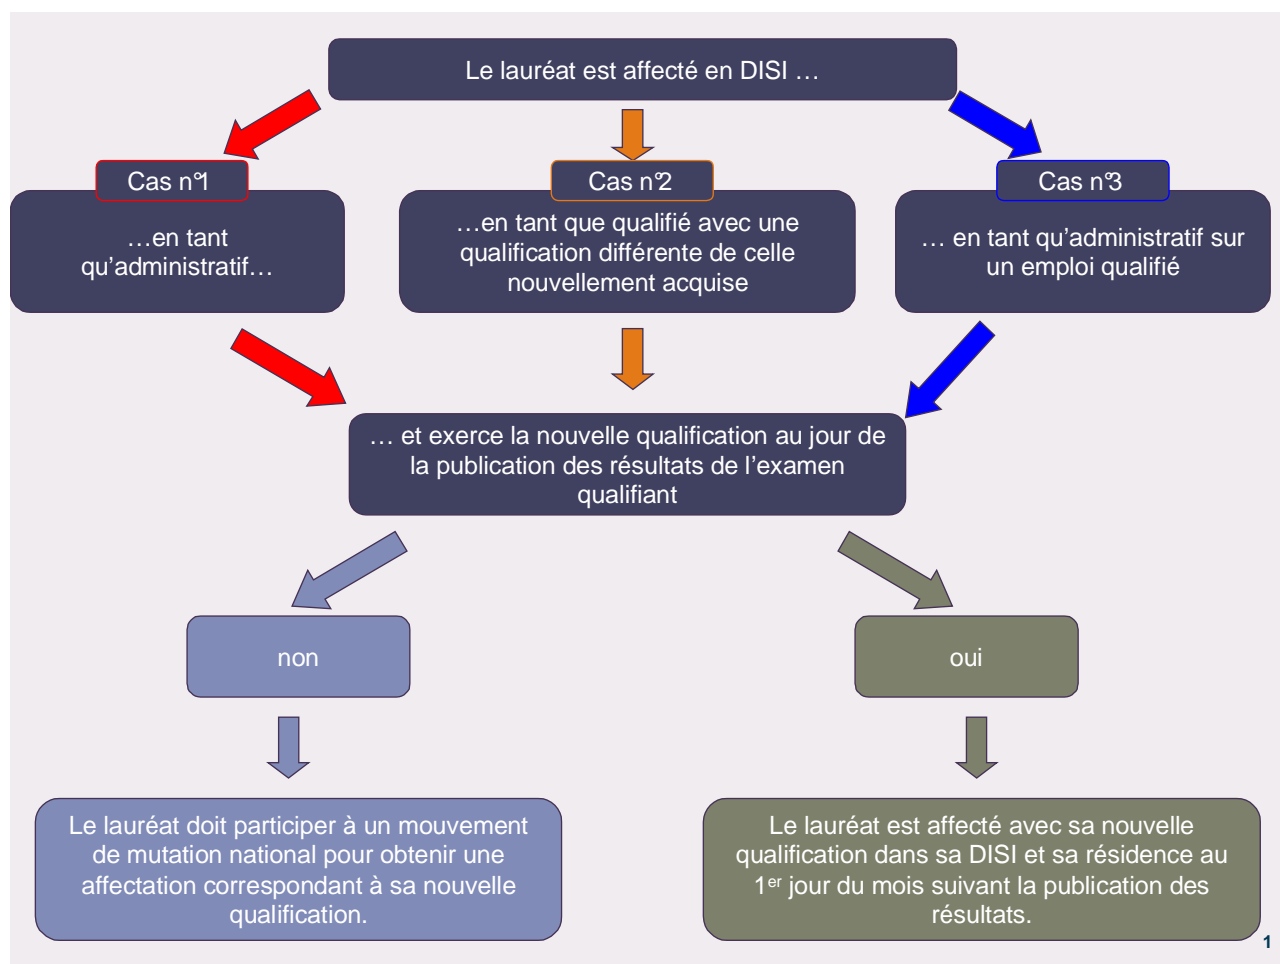 Le lauréat est affecté en DISI …
Cas n°1
…en tant
qu’administratif…
Cas n°2
…en tant que qualifié avec une
qualification différente de celle
nouvellement acquise
Cas n°3
… en tant qu’administratif sur
un emploi qualifié
… et exerce la nouvelle qualification au jour de
la publication des résultats de l’examen
qualifiant
non
oui
Le lauréat doit participer à un mouvement
de mutation national pour obtenir une
affectation correspondant à sa nouvelle
qualification.
Le lauréat est affecté avec sa nouvelle
qualification dans sa DISI et sa résidence au
1er jour du mois suivant la publication des
résultats.
1